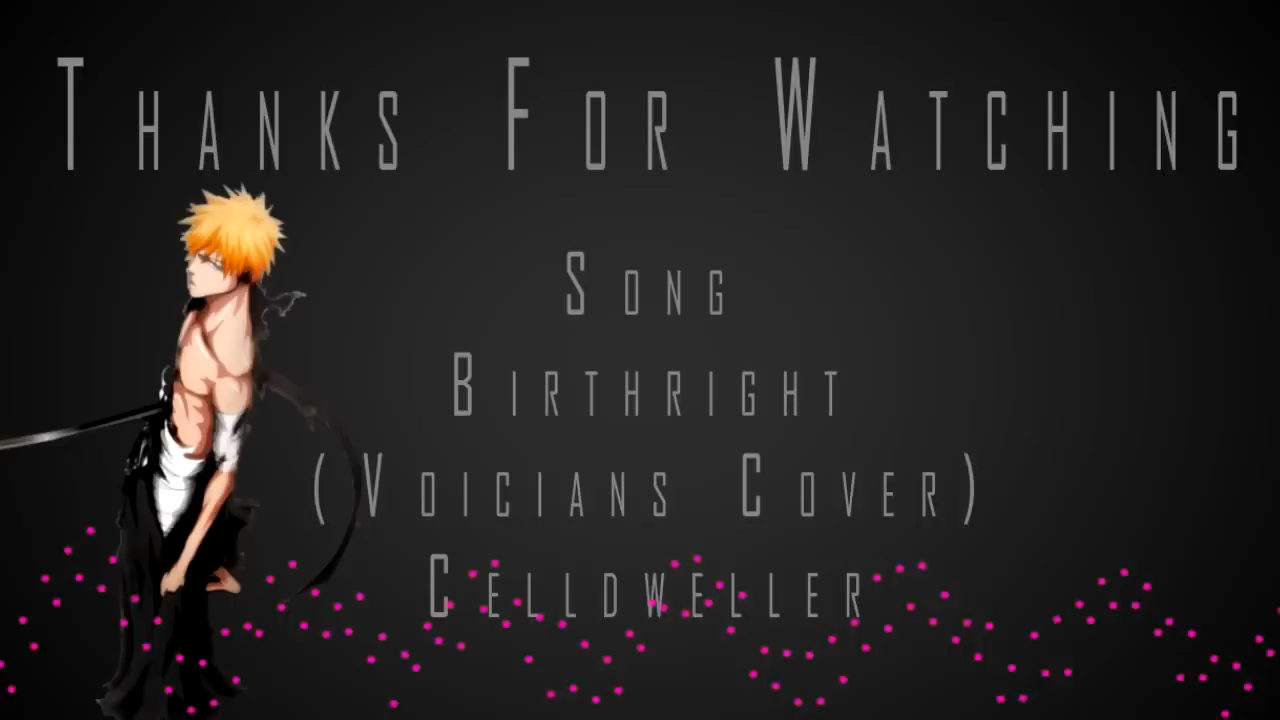 Thanks For Watching
Song
Birthright
(Voicians Cover)
Celldweller